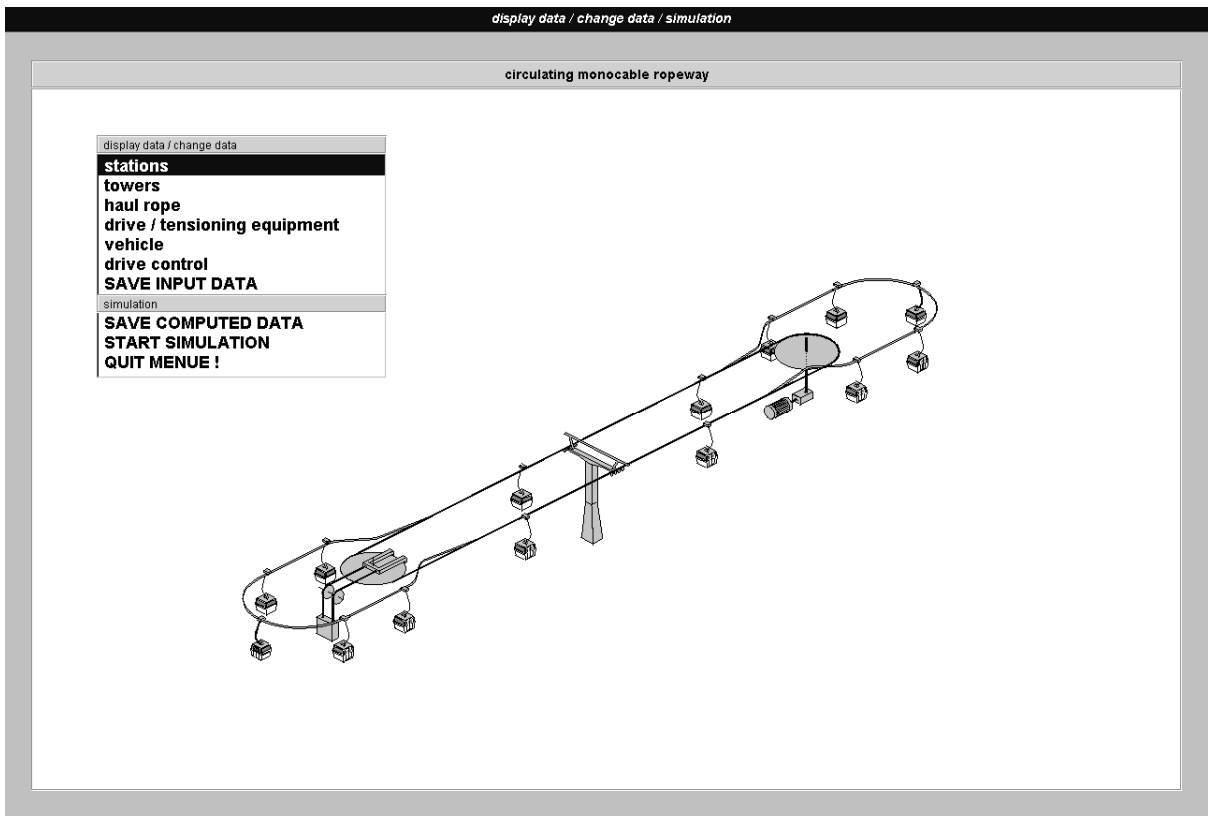 display data / change data / simulation
circulating monocable ropeway
display data / change data
stations
towers
haul rope
drive / tensioning equipment
vehicle
drive control
SAVE INPUT DATA
simulation
SAVE COMPUTED DATA
START SIMULATION
QUIT MENUE !